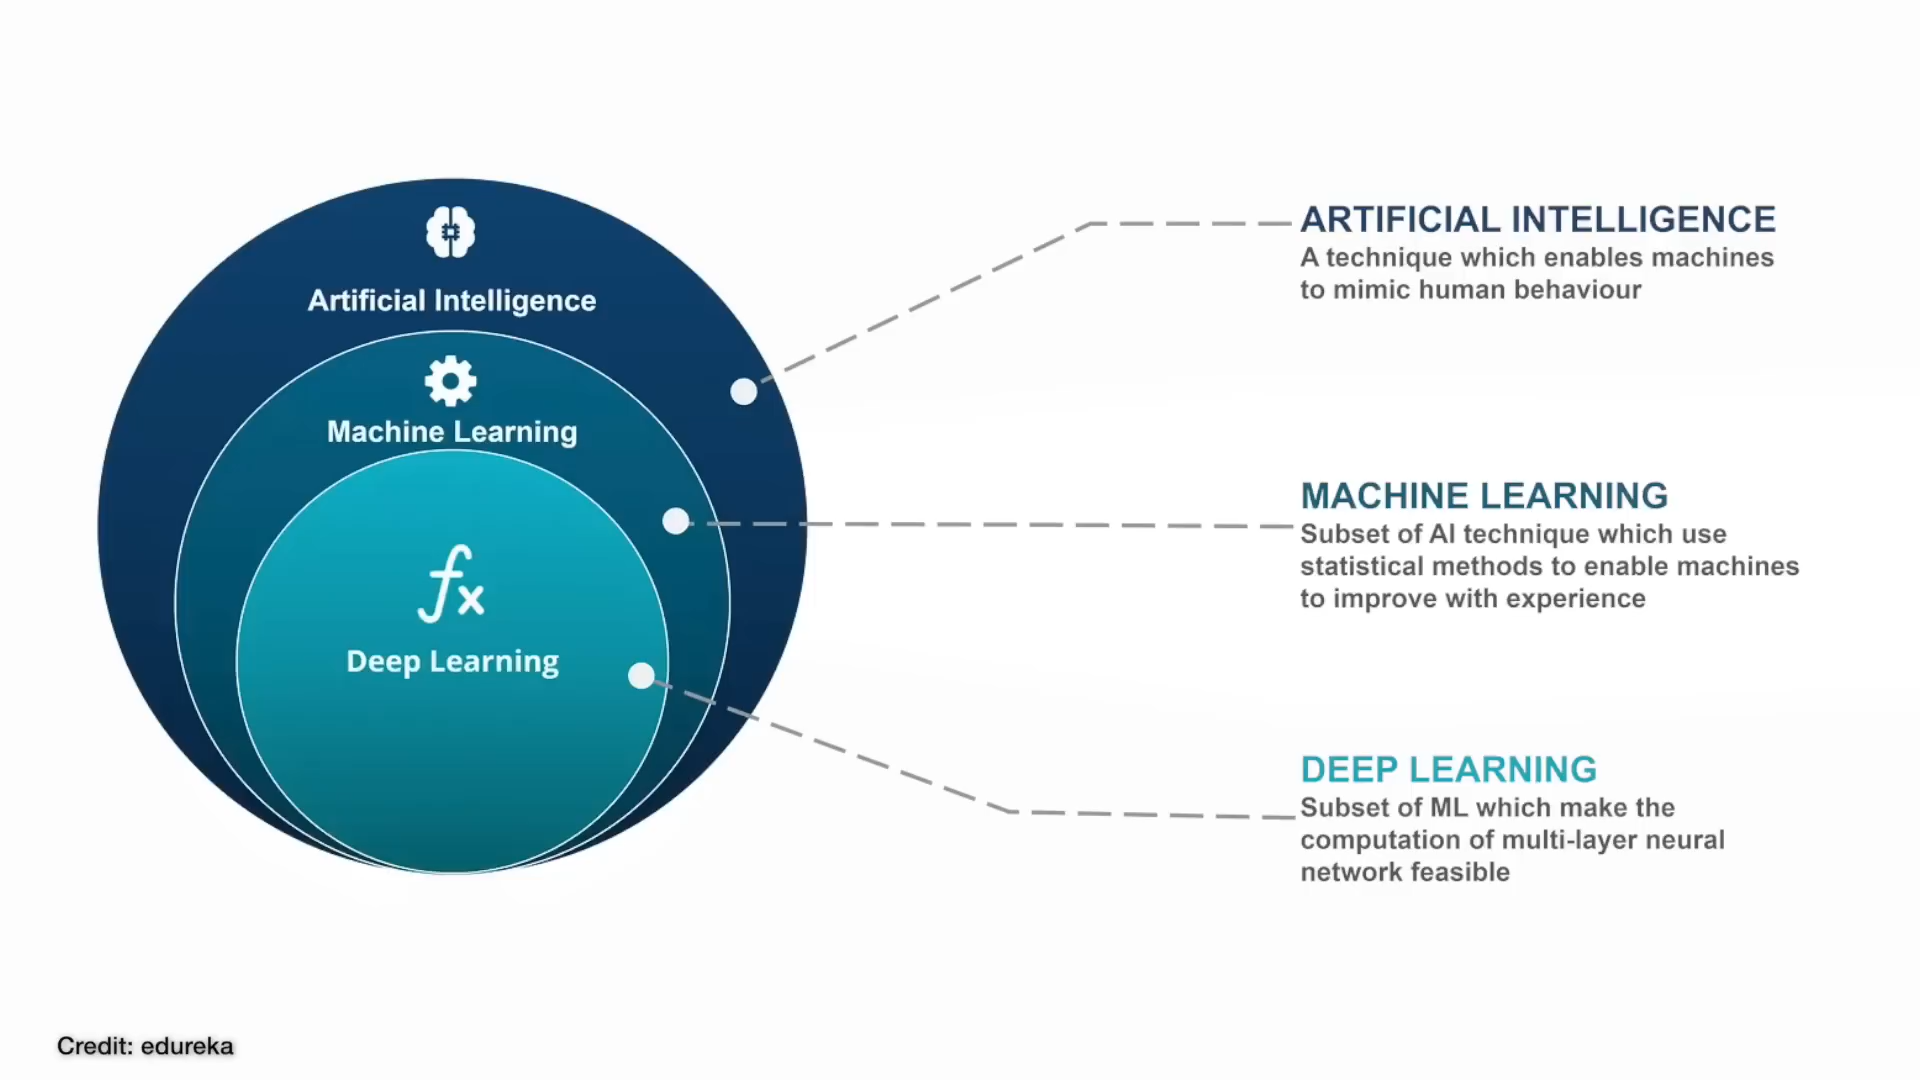 Artificial Intelligence
Machine Learning
fx
Deep Learning
ARTIFICIAL INTELLIGENCE
A technique which enables machines
to mimic human behaviour
MACHINE LEARNING
Subset of AI technique which use
statistical methods to enable machines
to improve with experience
DEEP LEARNING
Subset of ML which make the
computation of multi-layer neural
network feasible
Credit: edureka